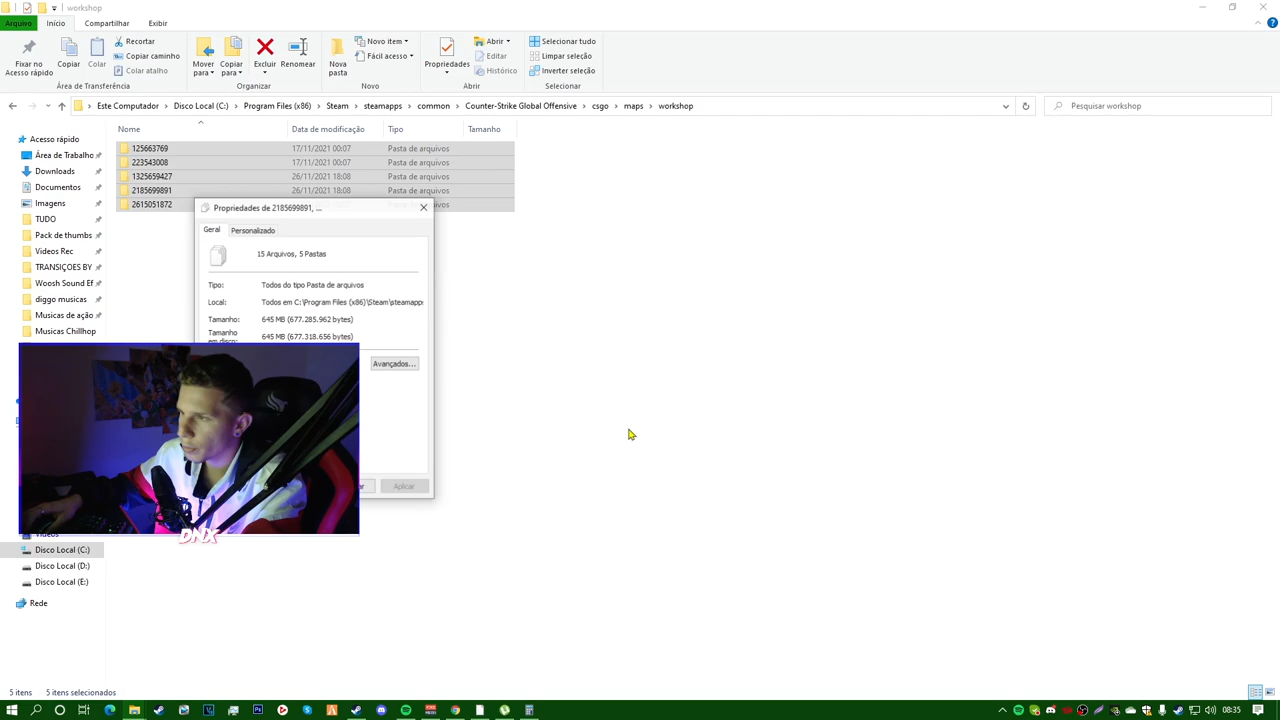 workshop
Arquivo
Início
Compartilhar
Exibir
Fixar no
Acesso rápido
Copiar
Colar
Recortar
Copiar caminho
Colar atalho
Área de Transferência
Mover
para
Copiar
para
Excluir
Renomear
Organizar
Nova
pasta
Novo item
Fácil acesso
Novo
Propriedades
Abrir
Editar
Histórico
Abrir
Selecionar tudo
Limpar seleção
Inverter seleção
Selecionar
Este Computador > Disco Local (C:) > Program Files (x86) > Steam > steamapps > common > Counter-Strike Global Offensive > csgo > maps > workshop
Pesquisar workshop
Nome
Data de modificação
Tipo
Tamanho
125663769 17/11/2021 00:07 Pasta de arquivos
223543008 17/11/2021 00:07 Pasta de arquivos
1325659427 26/11/2021 18:08 Pasta de arquivos
2185699891 26/11/2021 18:08 Pasta de arquivos
2615051872
Acesso rápido
Área de Trabalho
Downloads
Documentos
Imagens
TUDO
Pack de thumbs
Videos Rec
TRANSIÇOES BY
Woosh Sound Ef
diggo musicas
Musicas de ação
Musicas Chillhop
Propriedades de 2185699891, ...
Geral
Personalizado
15 Arquivos, 5 Pastas
Tipo: Todos do tipo Pasta de arquivos
Local: Todos em C:\Program Files (x86)\Steam\steamapps
Tamanho: 645 MB (677.285.962 bytes)
Tamanho
em disco: 645 MB (677.318.656 bytes)
Avançados...
Aplicar
DNX
Vídeos
Disco Local (C:)
Disco Local (D:)
Disco Local (E:)
Rede
5 itens
5 itens selecionados
08:35